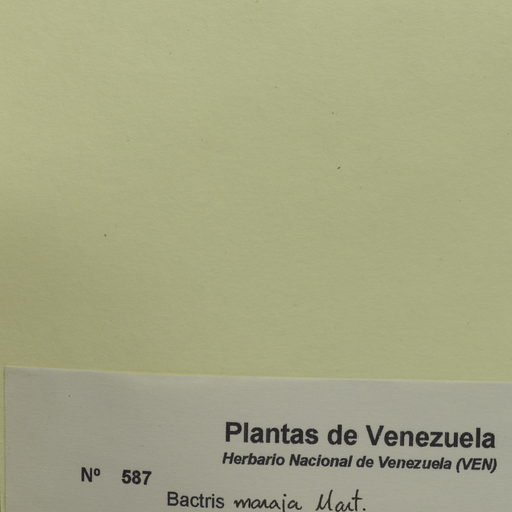 Plantas de Venezuela
Herbario Nacional de Venezuela (VEN)
Nº 587
Bactris maraja Mart.